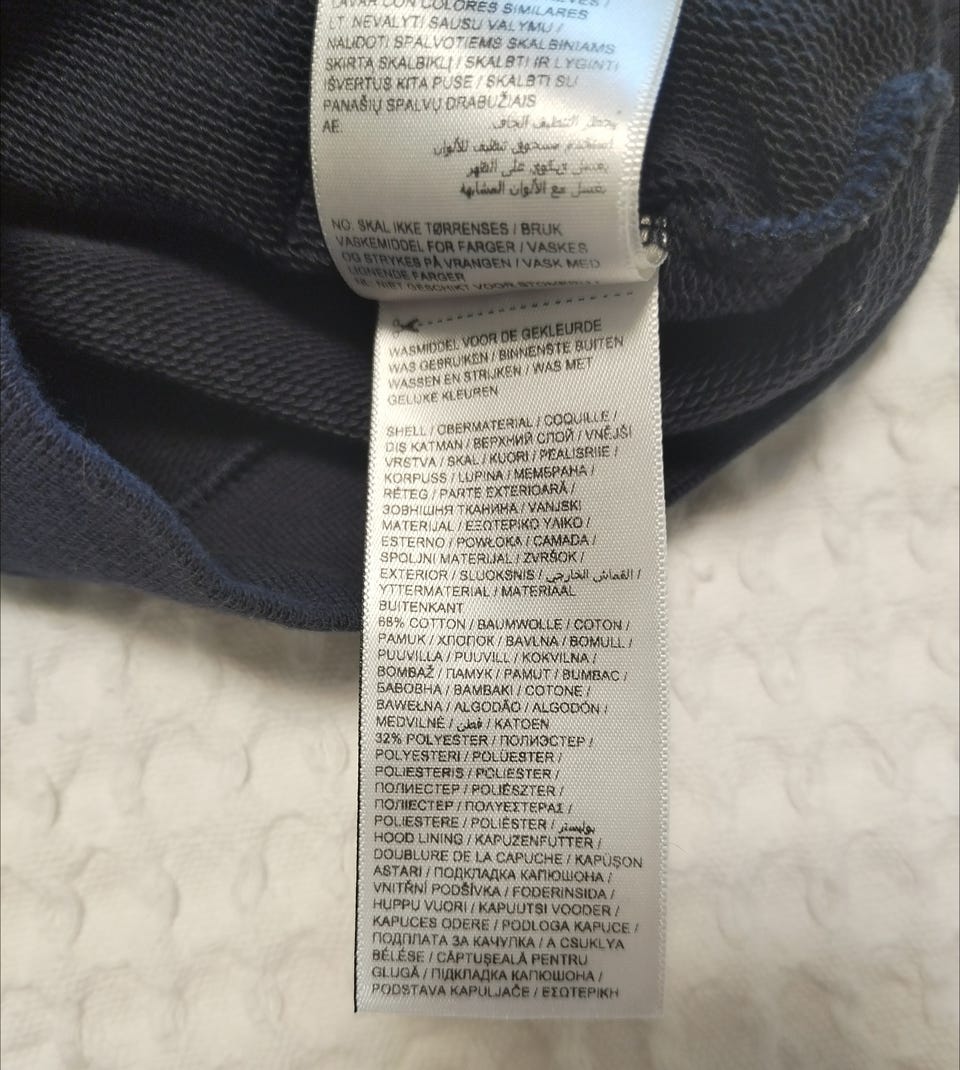 LAVAR CON COLORES SIMILARES
LT. NEVALYTI SAUSU VALYMU /
NAUDOTI SPALVOTIEMS SKALBINIAMS
SKIRTĄ SKALBIKLĮ / SKALBTI IR LYGINTI
IŠVERTUS KITA PUSE / SKALBTI SU
PANAŠIŲ SPALVŲ DRABUŽIAIS
AE. يحظر التنظيف الجاف
استخدم مسحوق تنظيف للألوان
يغسل ويكوى على الظهر
يغسل مع الألوان المشابهة
NO. SKAL IKKE TØRRENSES / BRUK
VASKEMIDDEL FOR FARGER / VASKES
OG STRYKES PÅ VRANGEN / VASK MED
LIGNENDE FARGER
NL. NIET GESCHIKT VOOR
WASMIDDEL VOOR DE GEKLEURDE
WAS GEBRUIKEN / BINNENSTE BUITEN
WASSEN EN STRIJKEN / WAS MET
GELIJKE KLEUREN
SHELL / OBERMATERIAL / COQUILLE /
DIŞ KATMAN / ВЕРХНИЙ СЛОЙ / VNĚJŠÍ
VRSTVA / SKAL / KUORI / PEALISRIIE /
KORPUSS / LUPINA / МЕМБРАНА /
RÉTEG / PARTE EXTERIOARĂ /
ЗОВНІШНЯ ТКАНИНА / VANJSKI
MATERIJAL / ΕΞΩΤΕΡΙΚΟ ΥΛΙΚΟ /
ESTERNO / POWŁOKA / CAMADA /
SPOLJNI MATERIJAL / ZVRŠOK /
EXTERIOR / SLUOKSNIS / القماش الخارجي /
YTTERMATERIAL / MATERIAAL
BUITENKANT
68% COTTON / BAUMWOLLE / COTON /
PAMUK / ХЛОПОК / BAVLNA / BOMULL /
PUUVILLA / PUUVILL / KOKVILNA /
BOMBAŽ / ПАМУК / PAMUT / BUMBAC /
БАВОВНА / ΒΑΜΒΑΚΙ / COTONE /
BAWEŁNA / ALGODÃO / ALGODÓN /
MEDVILNĖ / قطن / KATOEN
32% POLYESTER / ПОЛИЭСТЕР /
POLYESTERI / POLÜESTER /
POLIESTERIS / POLIESTER /
ПОЛИЕСТЕР / POLIÉSZTER /
ПОЛІЕСТЕР / ΠΟΛΥΕΣΤΕΡΑΣ /
POLIESTERE / POLIÉSTER / بوليستر
HOOD LINING / KAPUZENFUTTER /
DOUBLURE DE LA CAPUCHE / KAPÜŞON
ASTARI / ПОДКЛАДКА КАПЮШОНА /
VNITŘNÍ PODŠÍVKA / FODERINSIDA /
HUPPU VUORI / KAPUUTSI VOODER /
KAPUCES ODERE / PODLOGA KAPUCE /
ПОДПЛАТА ЗА КАЧУЛКА / A CSUKLYA
BÉLÉSE / CĂPTUȘEALĂ PENTRU
GLUGĂ / ПІДКЛАДКА КАПЮШОНА /
PODSTAVA KAPULJAČE / ΕΣΩΤΕΡΙΚΗ